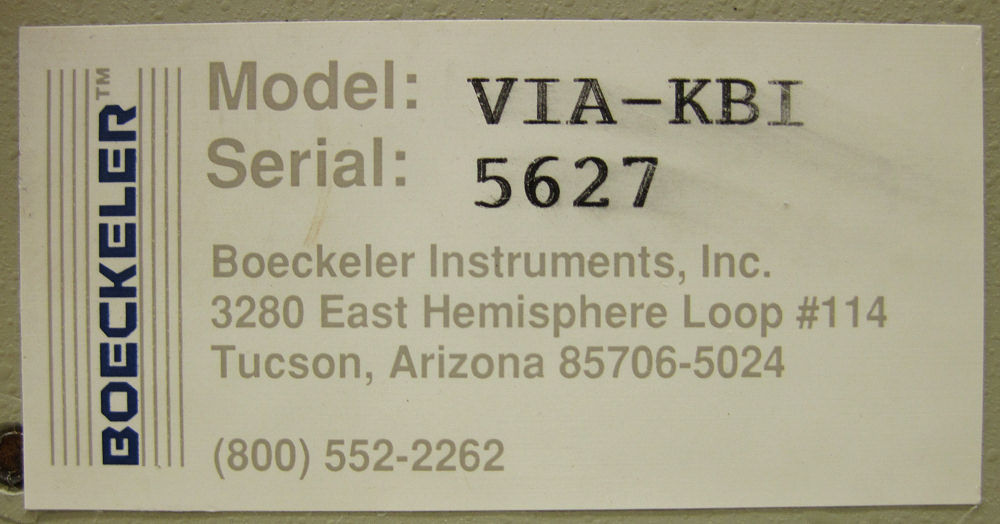 BOECKELER™
Model: VIA-KBI
Serial: 5627
Boeckeler Instruments, Inc.
3280 East Hemisphere Loop #114
Tucson, Arizona 85706-5024
(800) 552-2262